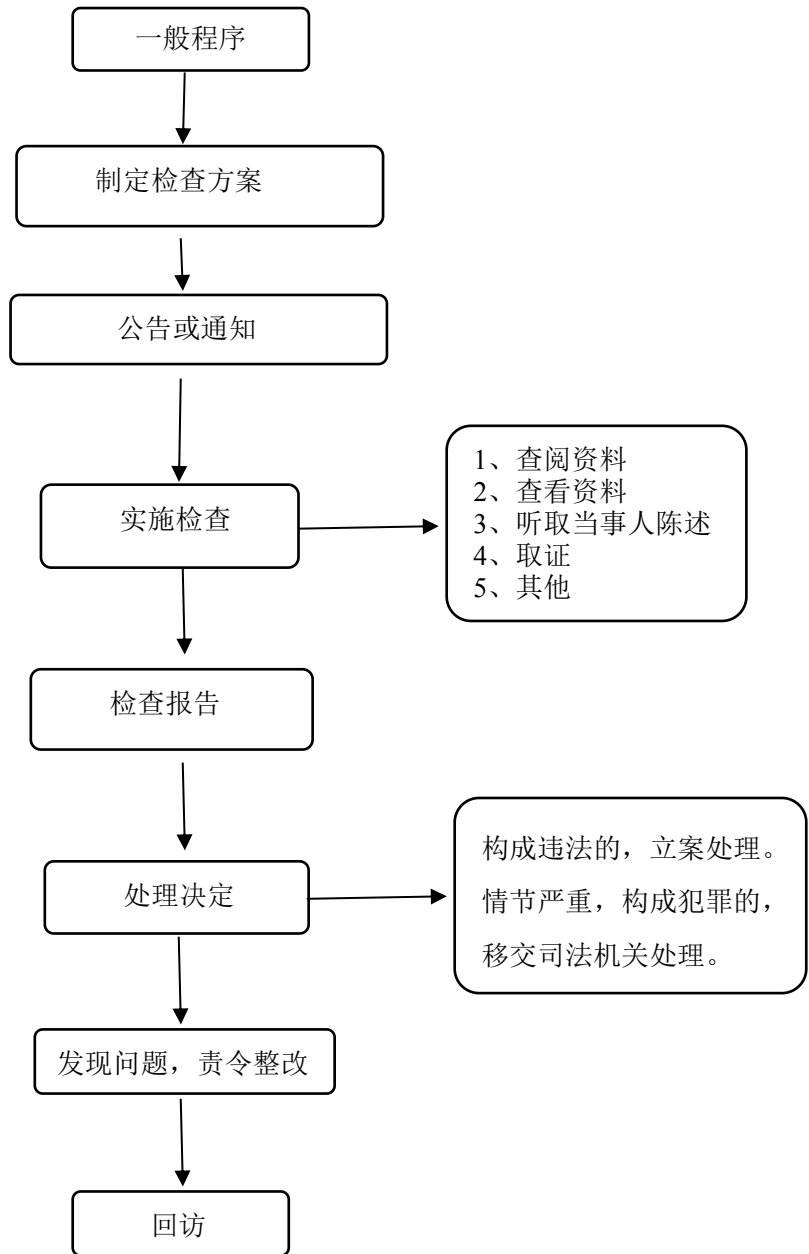 一般程序
制定检查方案
公告或通知
实施检查
1、查阅资料
2、查看资料
3、听取当事人陈述
4、取证
5、其他
检查报告
处理决定
构成违法的，立案处理。
情节严重，构成犯罪的，
移交司法机关处理。
发现问题，责令整改
回访